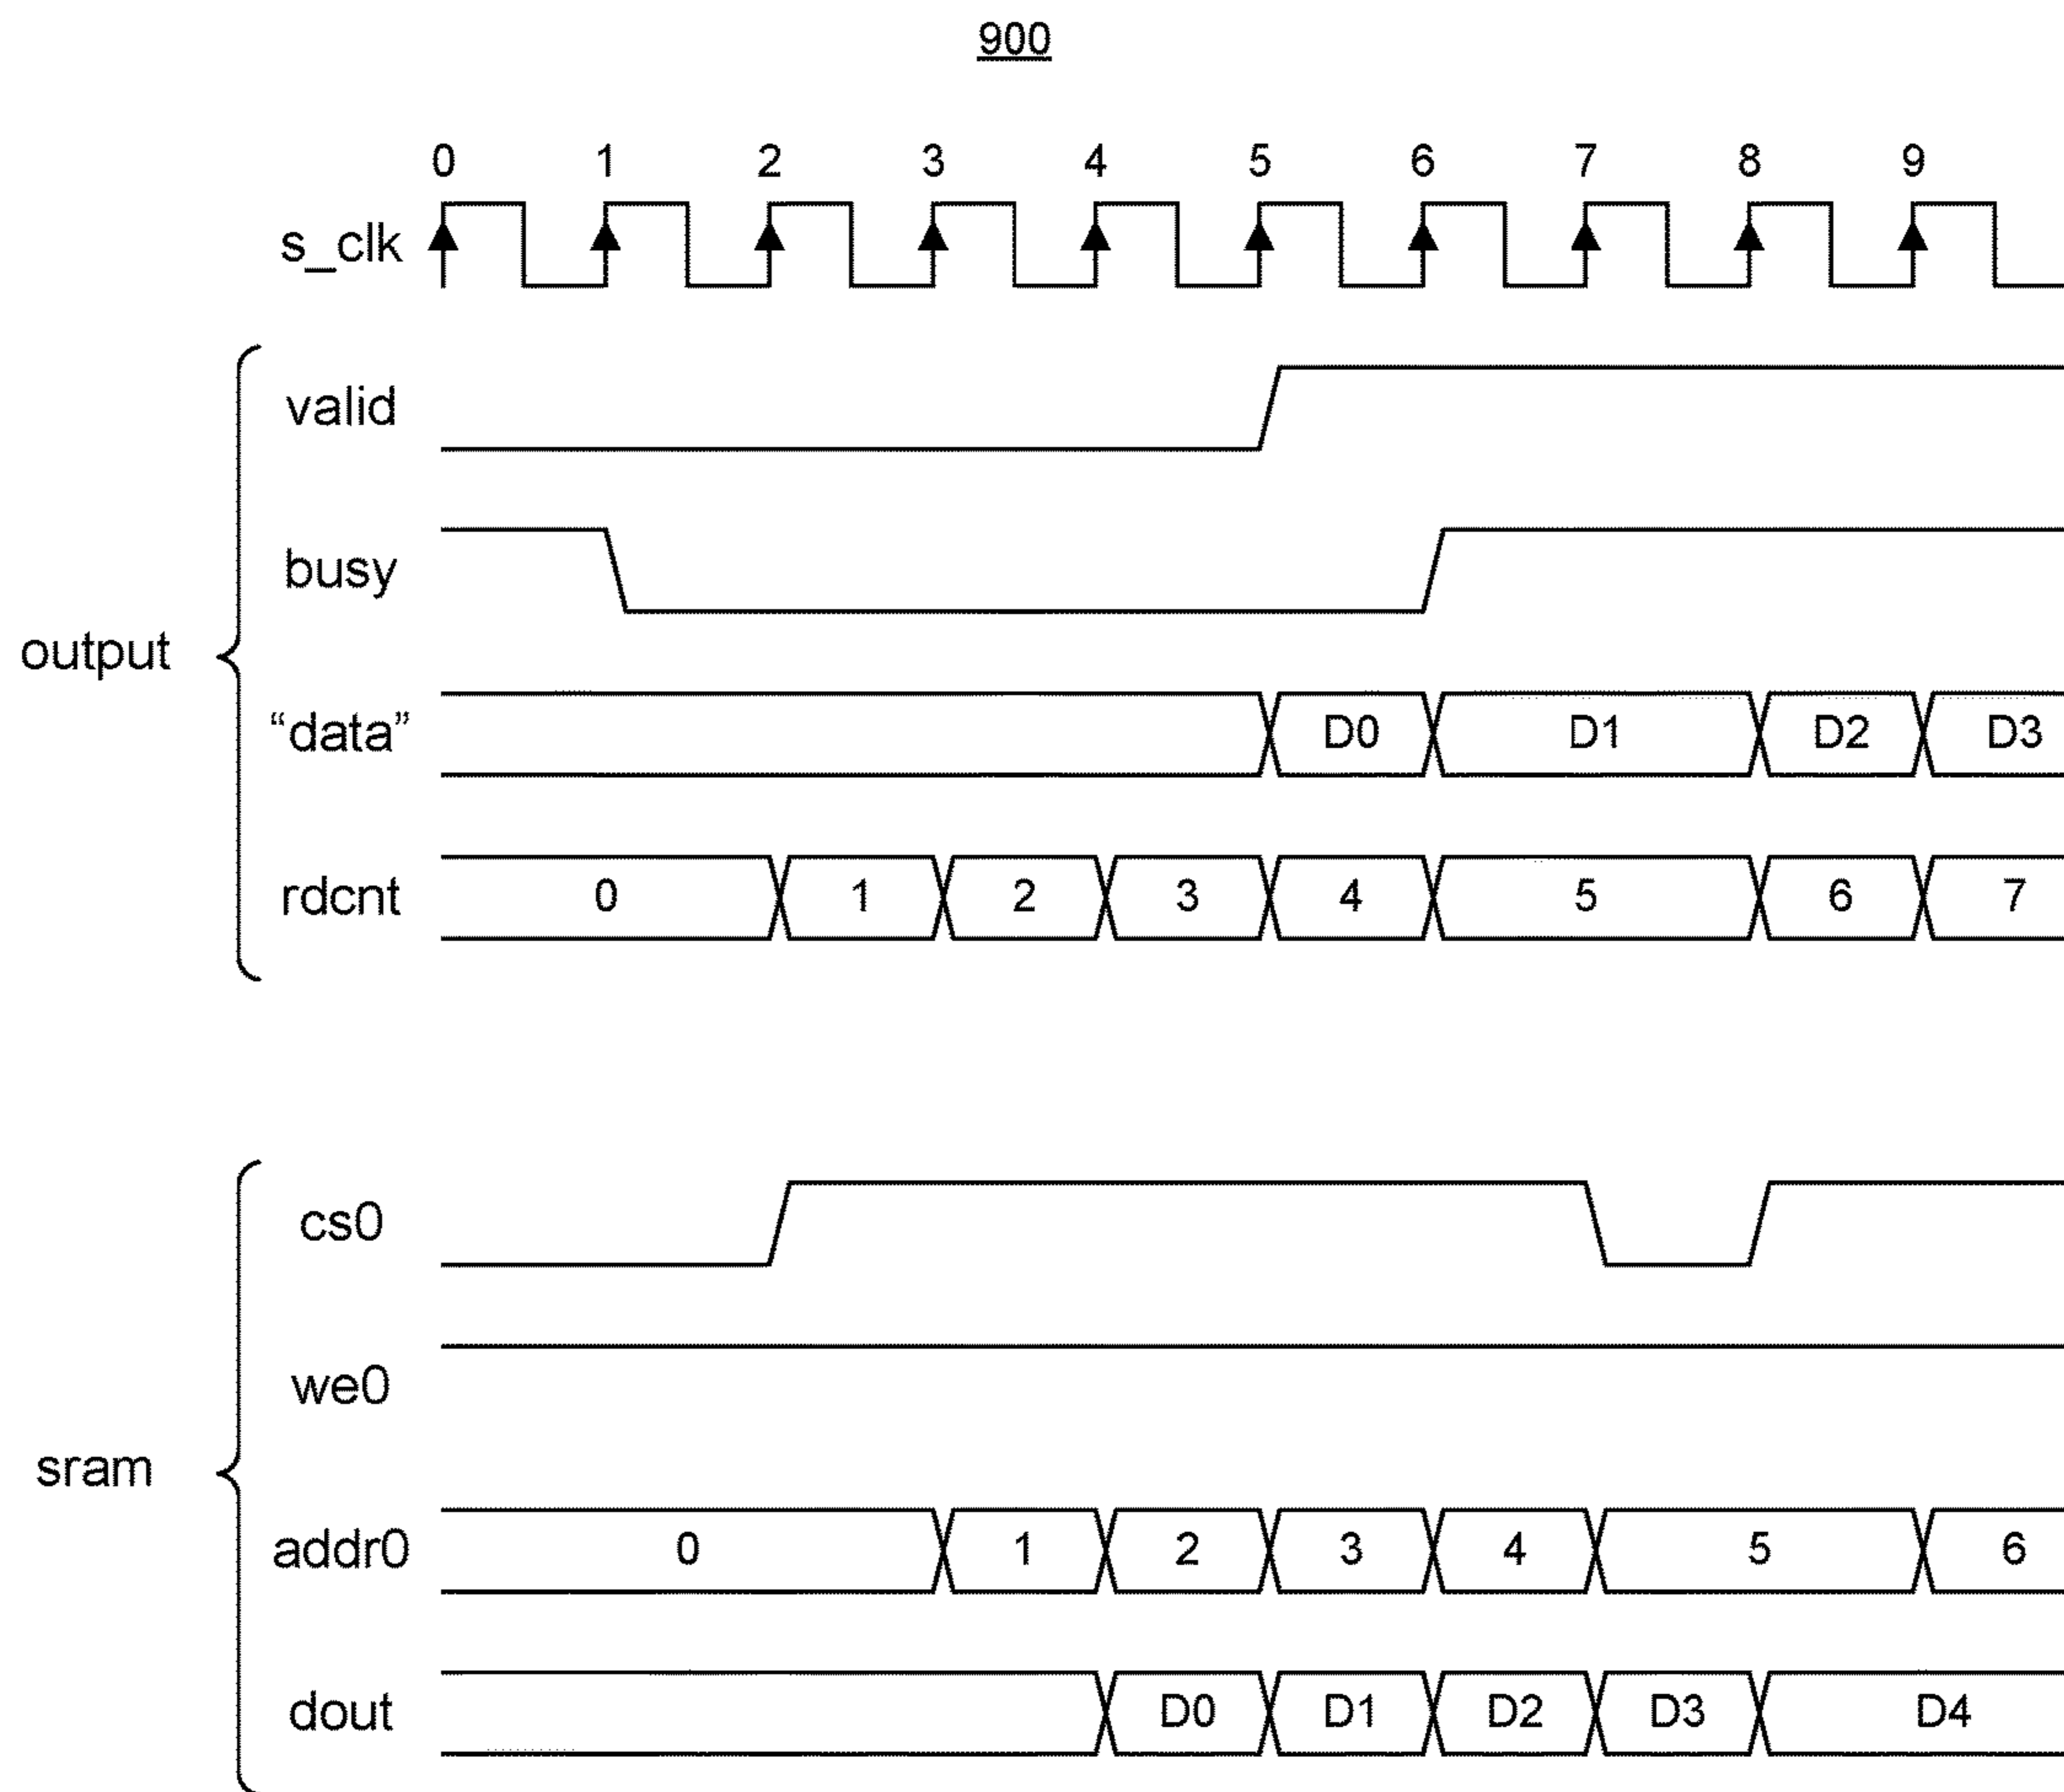 900
0 1 2 3 4 5 6 7 8 9
s_clk
valid
busy
output
“data” D0 D1 D2 D3
rdcnt 0 1 2 3 4 5 6 7
cs0
we0
sram
addr0 0 1 2 3 4 5 6
dout D0 D1 D2 D3 D4